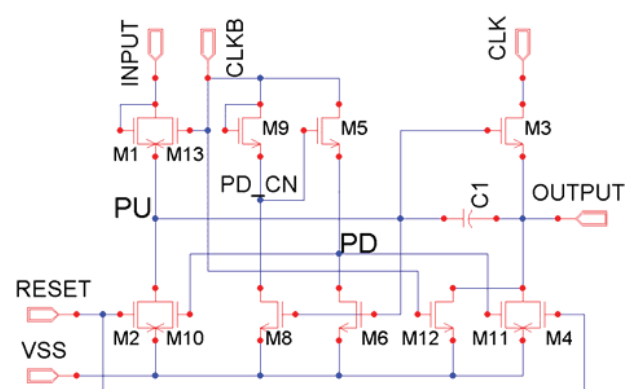 INPUT
CLKB
CLK
M1
M13
M9
M5
M3
PD_CN
C1
OUTPUT
PU
PD
RESET
M2
M10
M8
M6
M12
M11
M4
VSS